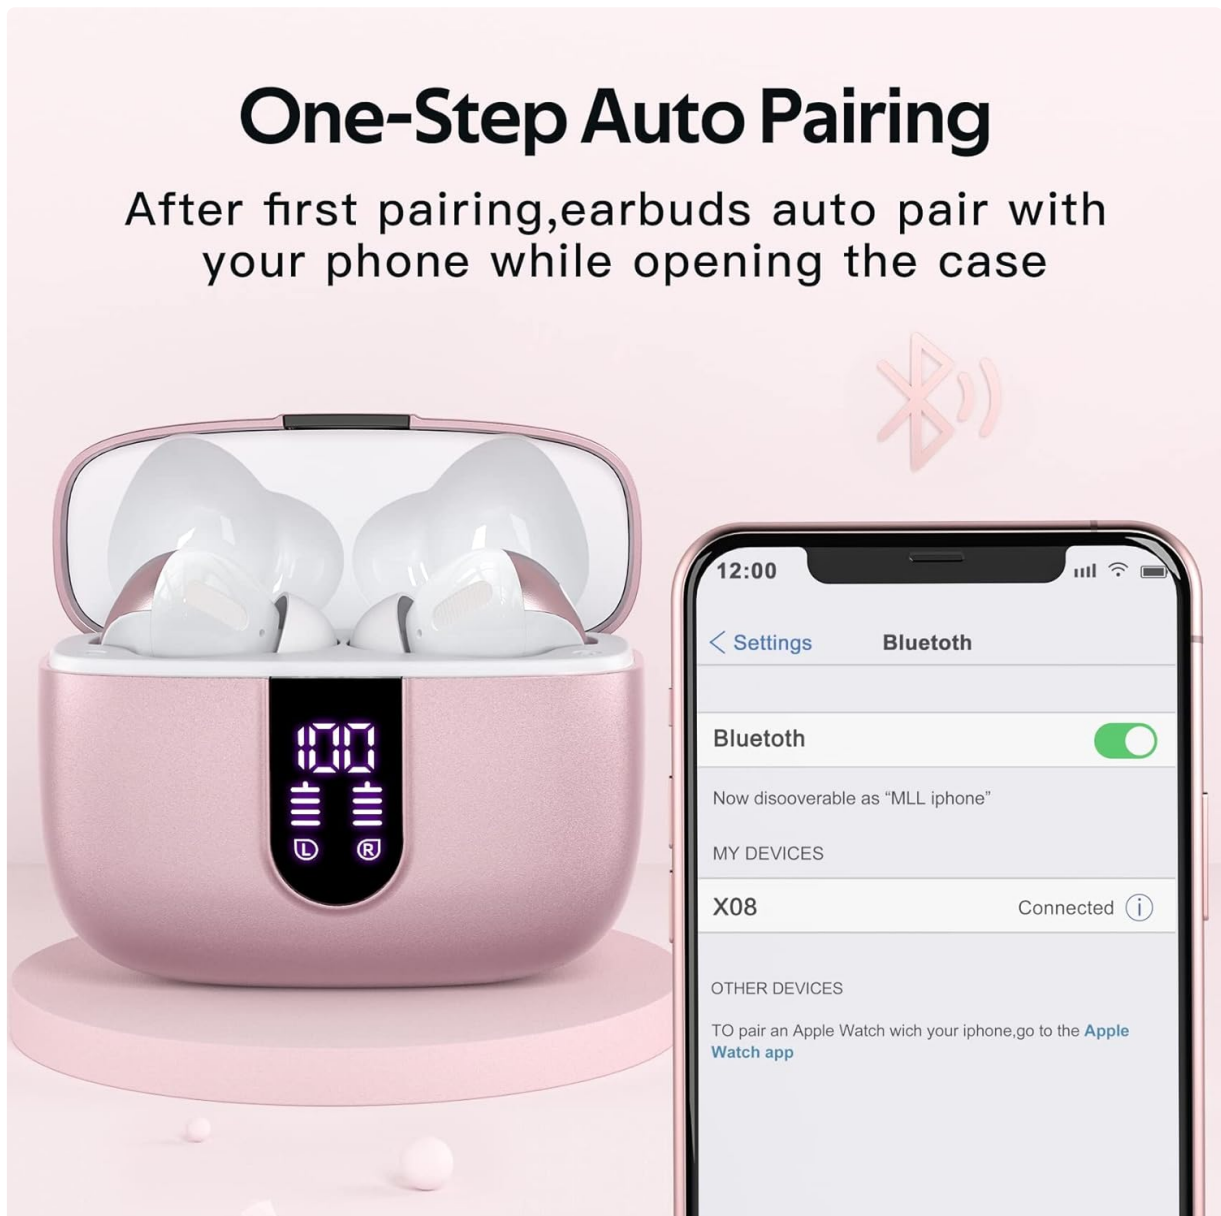 One-Step Auto Pairing
After first pairing,earbuds auto pair with
your phone while opening the case
12:00
Settings Bluetoth
Bluetoth
Now disooverable as “MLL iphone”
MY DEVICES
X08 Connected i
OTHER DEVICES
TO pair an Apple Watch wich your iphone,go to the Apple
Watch app
100
L R